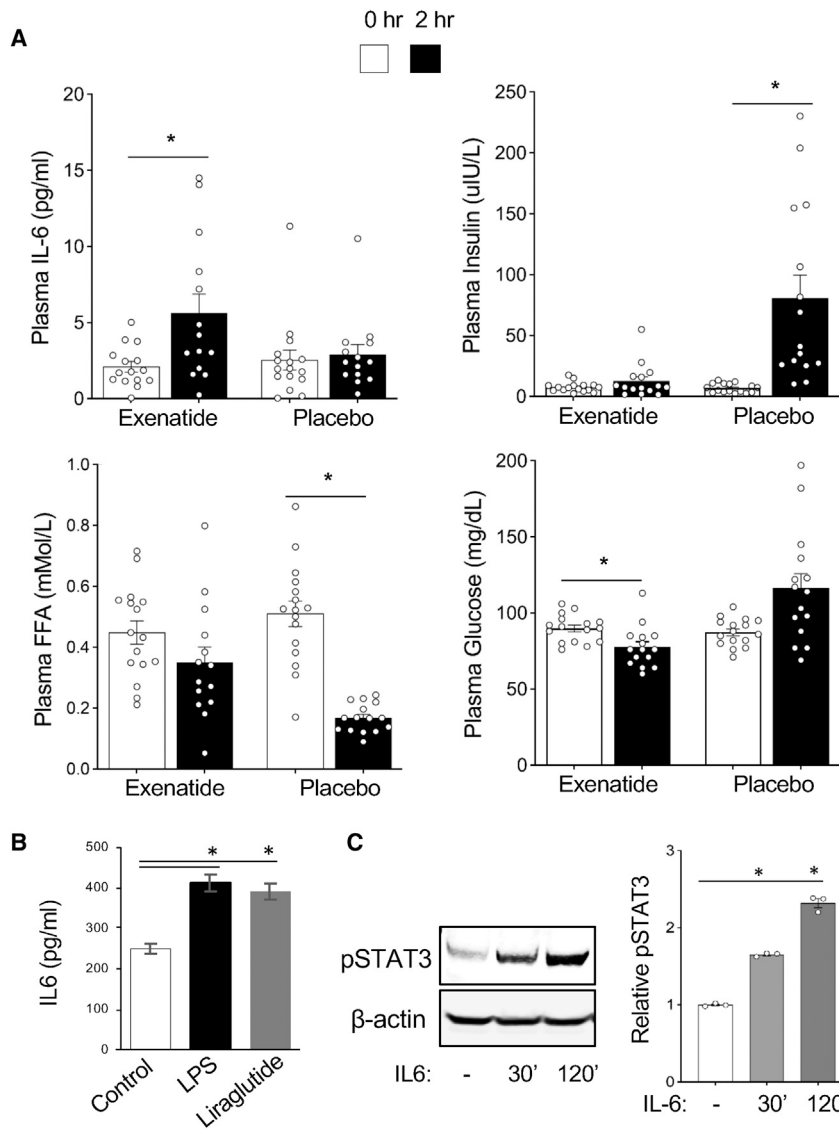 0 hr 2 hr
A
Plasma IL-6 (pg/ml)
20
15
10
5
0
*
Exenatide Placebo
Plasma Insulin (uIU/L)
250
200
150
100
50
0
*
Exenatide Placebo
Plasma FFA (mMol/L)
1.0
0.8
0.6
0.4
0.2
0.0
*
Exenatide Placebo
Plasma Glucose (mg/dL)
200
150
100
50
0
*
Exenatide Placebo
B
IL6 (pg/ml)
500
400
300
200
100
0
* *
Control
LPS
Liraglutide
C
pSTAT3
β-actin
IL6: - 30' 120'
Relative pSTAT3
3
2
1
0
* *
IL-6: - 30' 120